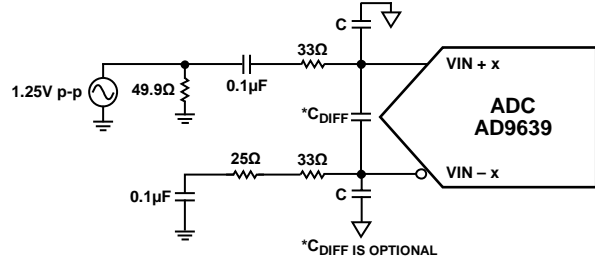 C
33Ω
VIN + x
1.25V p-p
49.9Ω
0.1µF
*CDIFF
ADC
AD9639
25Ω
33Ω
VIN – x
0.1µF
C
*CDIFF IS OPTIONAL